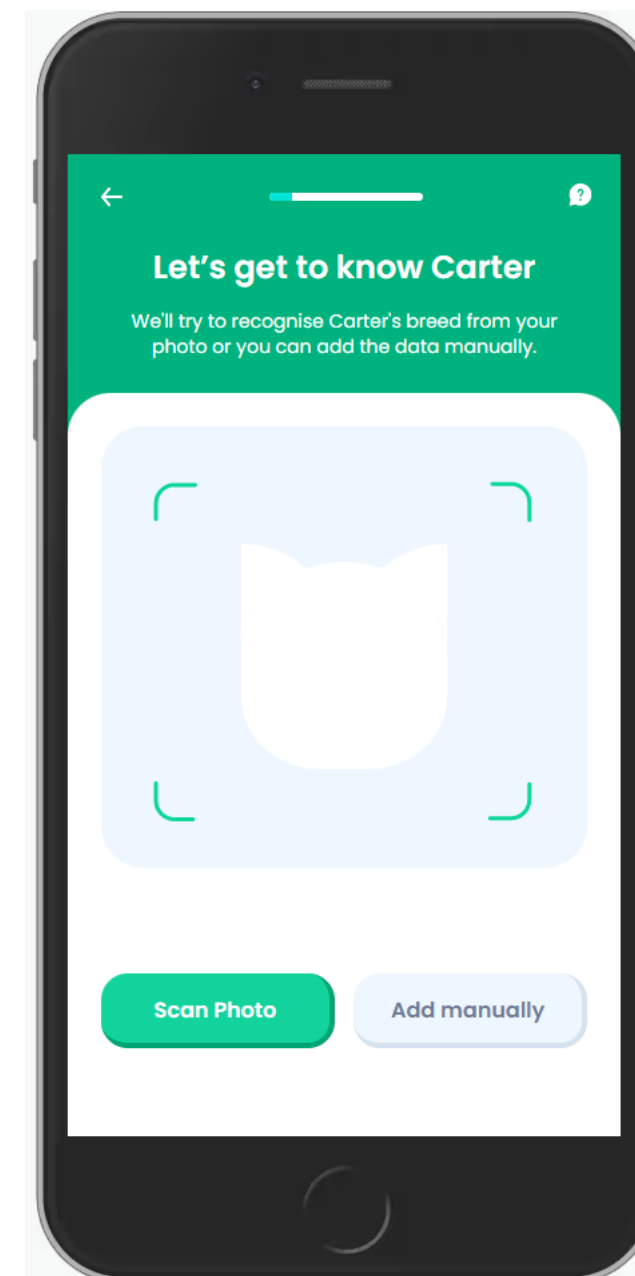 Let’s get to know Carter
We'll try to recognise Carter's breed from your
photo or you can add the data manually.
Scan Photo
Add manually